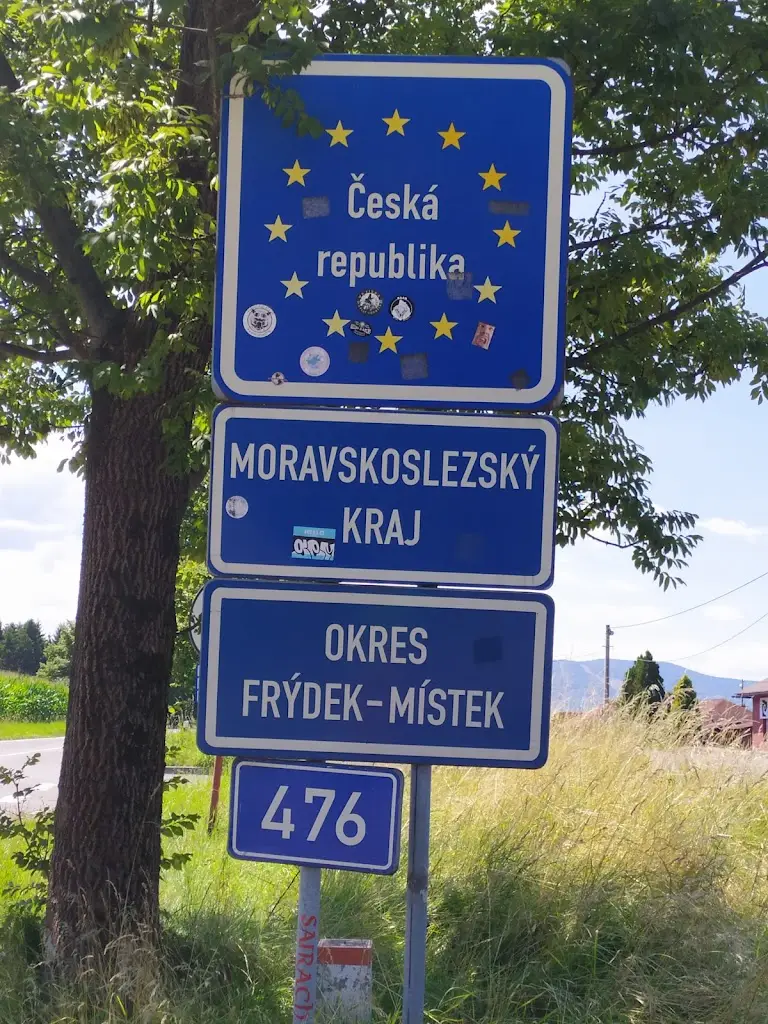 Česká
republika
MORAVSKOSLEZSKÝ
KRAJ
OKRES
FRÝDEK-MÍSTEK
476